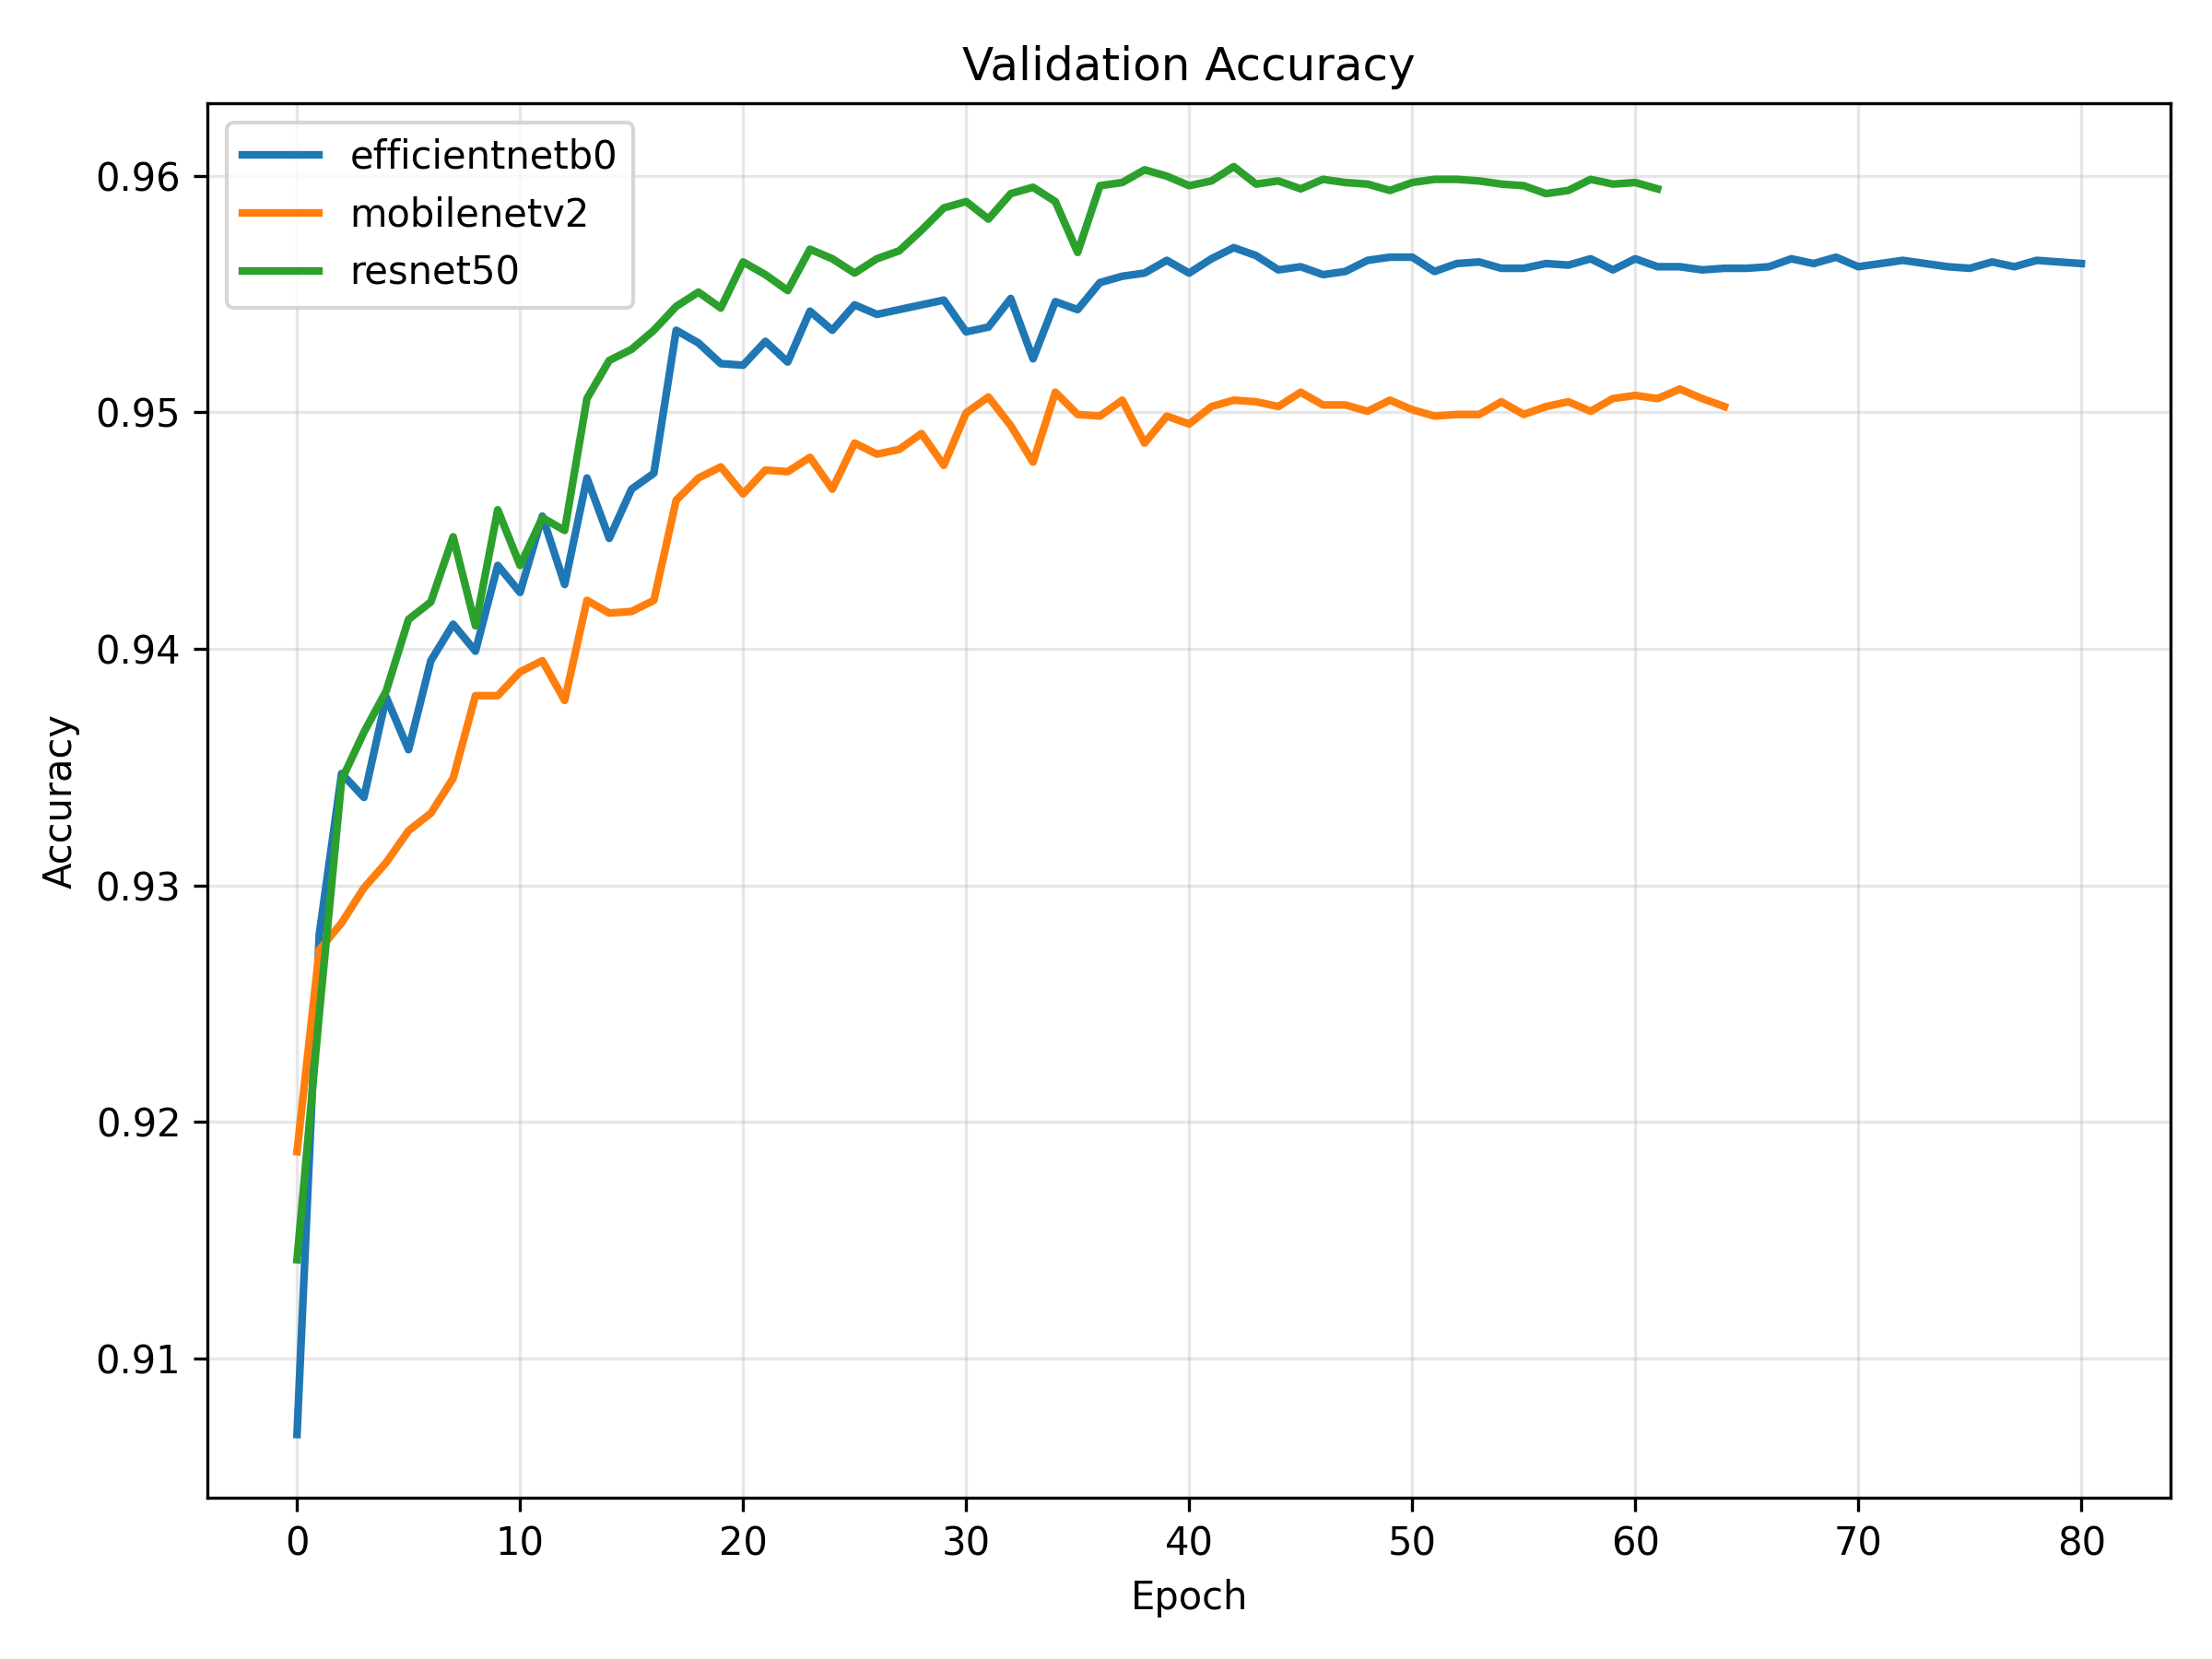 Validation Accuracy
efficientnetb0
mobilenetv2
resnet50
0.96
0.95
0.94
0.93
0.92
0.91
Accuracy
0 10 20 30 40 50 60 70 80
Epoch